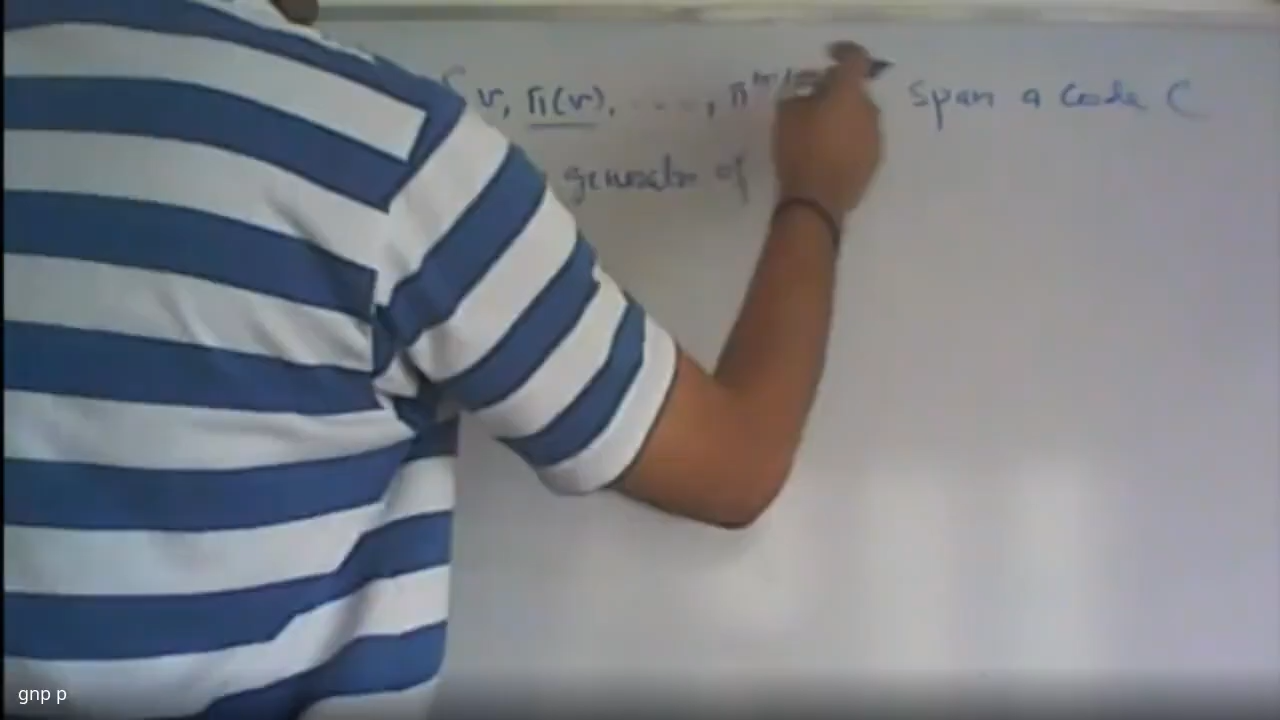 v, π(v), ...., π span a code C
generator of
gnp p